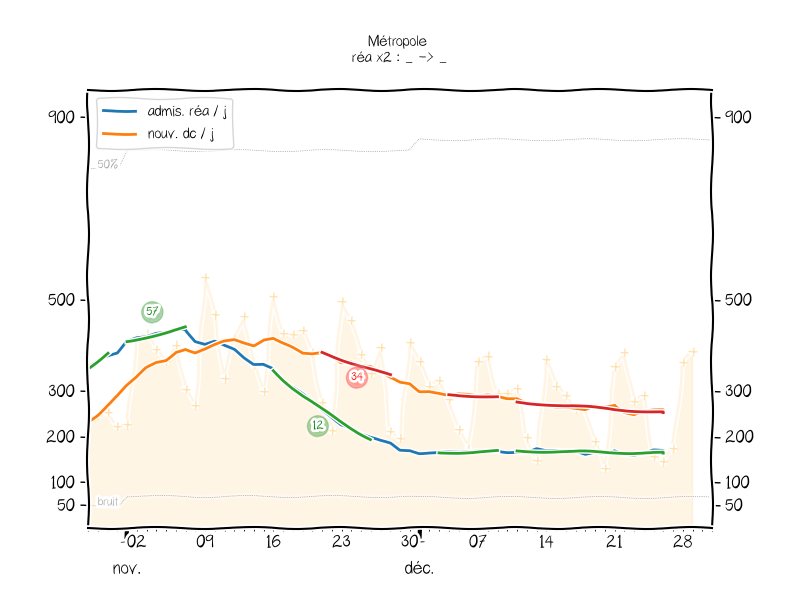 Métropole
réa x2 : _ -> _
admis. réa / j
nouv. dc / j
900
900
50%
500
500
57
34
300
300
12
200
200
100
100
bruit
50
50
02 09 16 23 30 07 14 21 28
nov. déc.